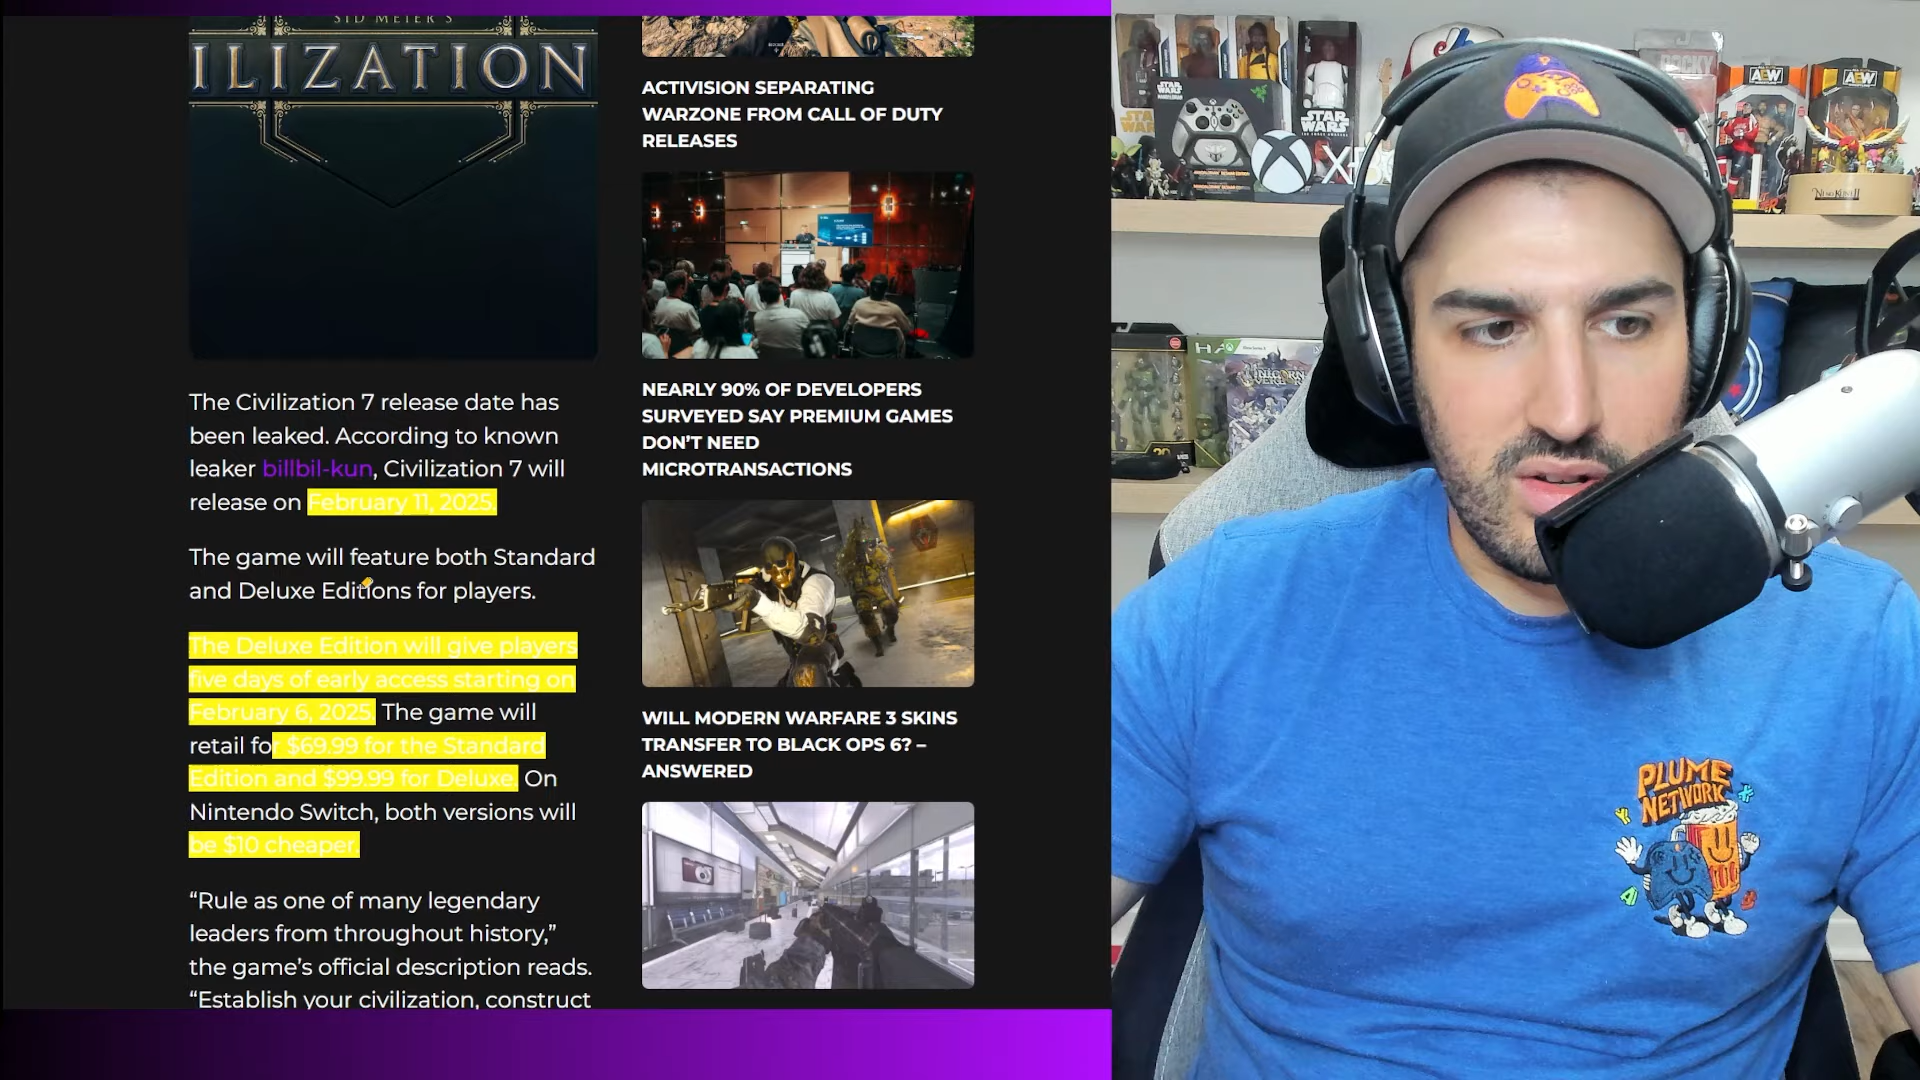 SID MEIER'S
ILIZATION
The Civilization 7 release date has
been leaked. According to known
leaker billbil-kun, Civilization 7 will
release on February 11, 2025.
The game will feature both Standard
and Deluxe Editions for players.
The Deluxe Edition will give players
five days of early access starting on
February 6, 2025. The game will
retail for $69.99 for the Standard
Edition and $99.99 for Deluxe. On
Nintendo Switch, both versions will
be $10 cheaper.
“Rule as one of many legendary
leaders from throughout history,”
the game’s official description reads.
“Establish your civilization, construct
ACTIVISION SEPARATING
WARZONE FROM CALL OF DUTY
RELEASES
NEARLY 90% OF DEVELOPERS
SURVEYED SAY PREMIUM GAMES
DON’T NEED
MICROTRANSACTIONS
WILL MODERN WARFARE 3 SKINS
TRANSFER TO BLACK OPS 6? –
ANSWERED
STAR
WARS
STAR
WARS
ROCKY
AEW
AEW
NI NO KUNI II
UNICORN
PLUME
NETWORK
X
Y
A
B